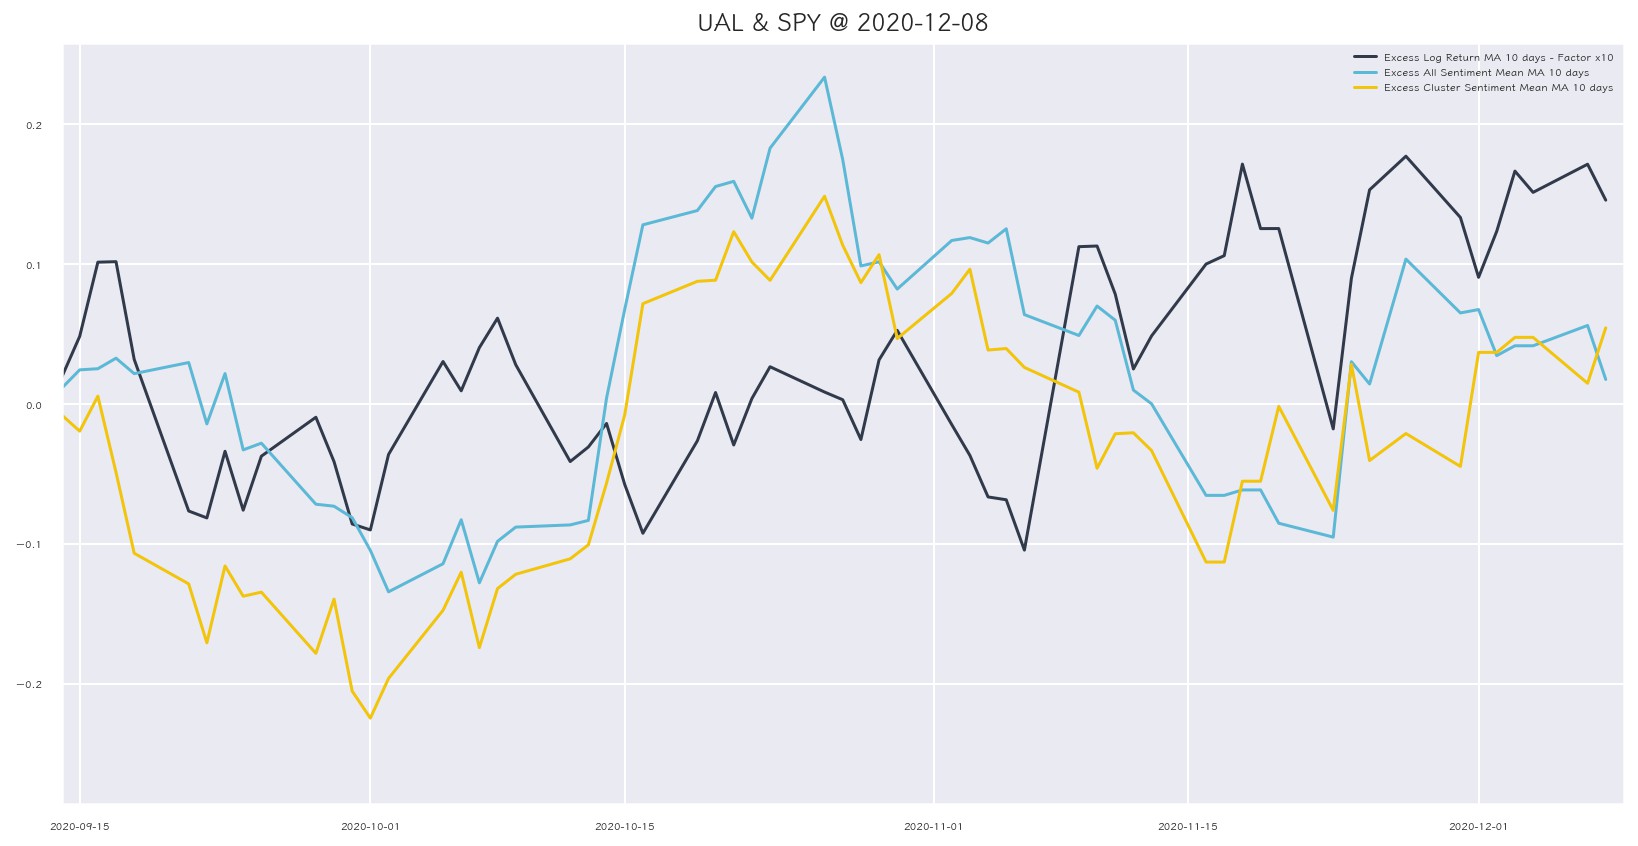 UAL & SPY @ 2020-12-08
Excess Log Return MA 10 days - Factor x10
Excess All Sentiment Mean MA 10 days
Excess Cluster Sentiment Mean MA 10 days
0.2
0.1
0.0
−0.1
−0.2
2020-09-15 2020-10-01 2020-10-15 2020-11-01 2020-11-15 2020-12-01